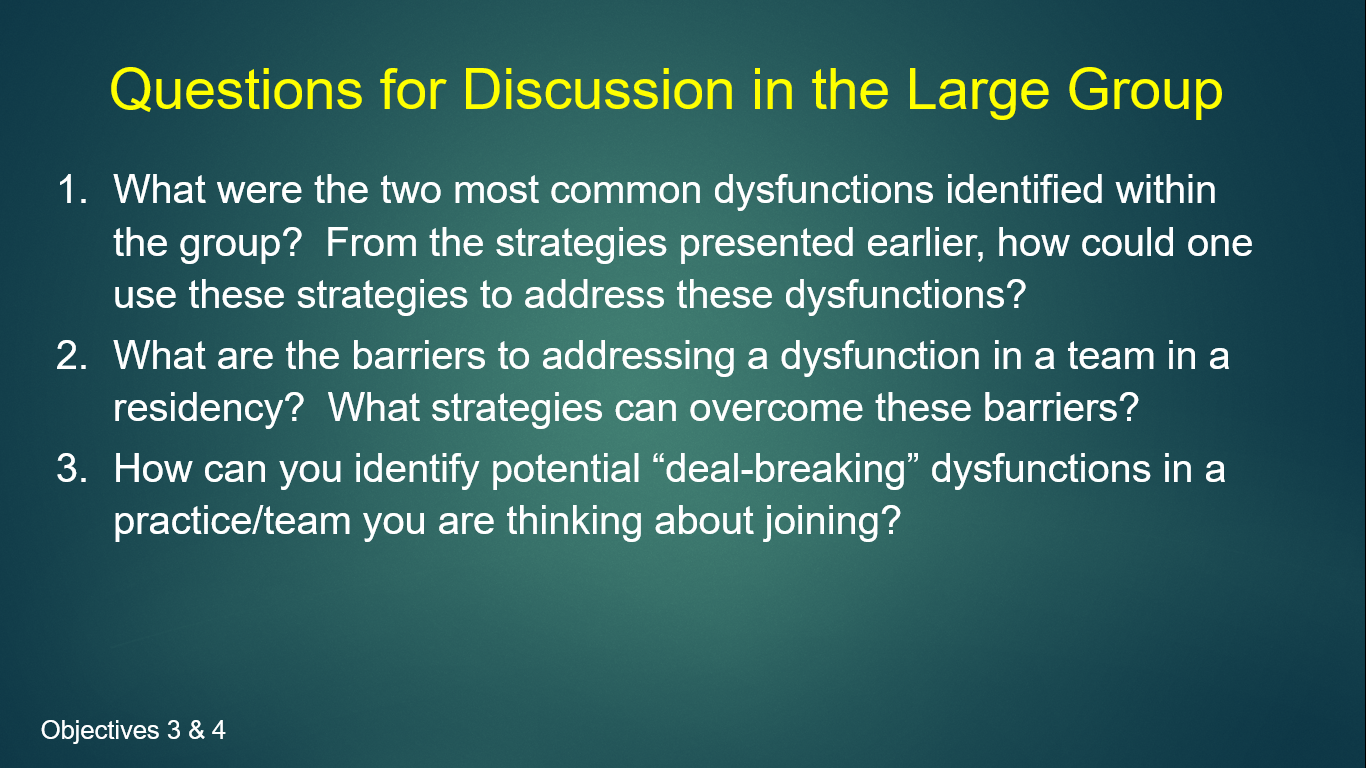 Questions for Discussion in the Large Group
1. What were the two most common dysfunctions identified within
the group?  From the strategies presented earlier, how could one
use these strategies to address these dysfunctions?
2. What are the barriers to addressing a dysfunction in a team in a
residency?  What strategies can overcome these barriers?
3. How can you identify potential “deal-breaking” dysfunctions in a
practice/team you are thinking about joining?
Objectives 3 & 4